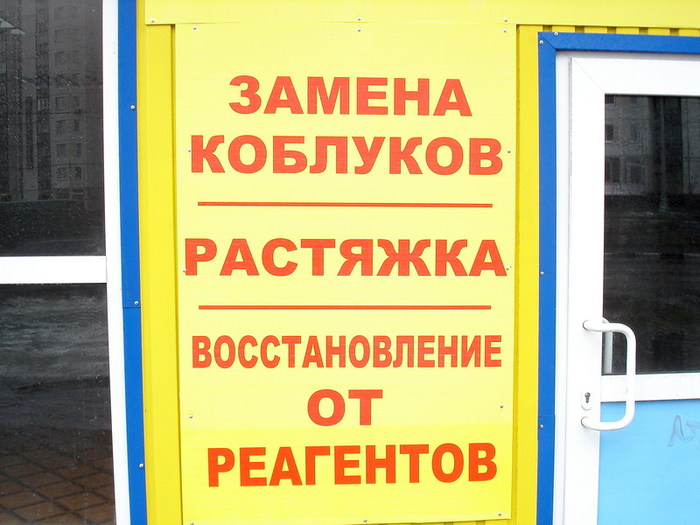 ЗАМЕНА
КОБЛУКОВ
РАСТЯЖКА
ВОССТАНОВЛЕНИЕ
ОТ
РЕАГЕНТОВ